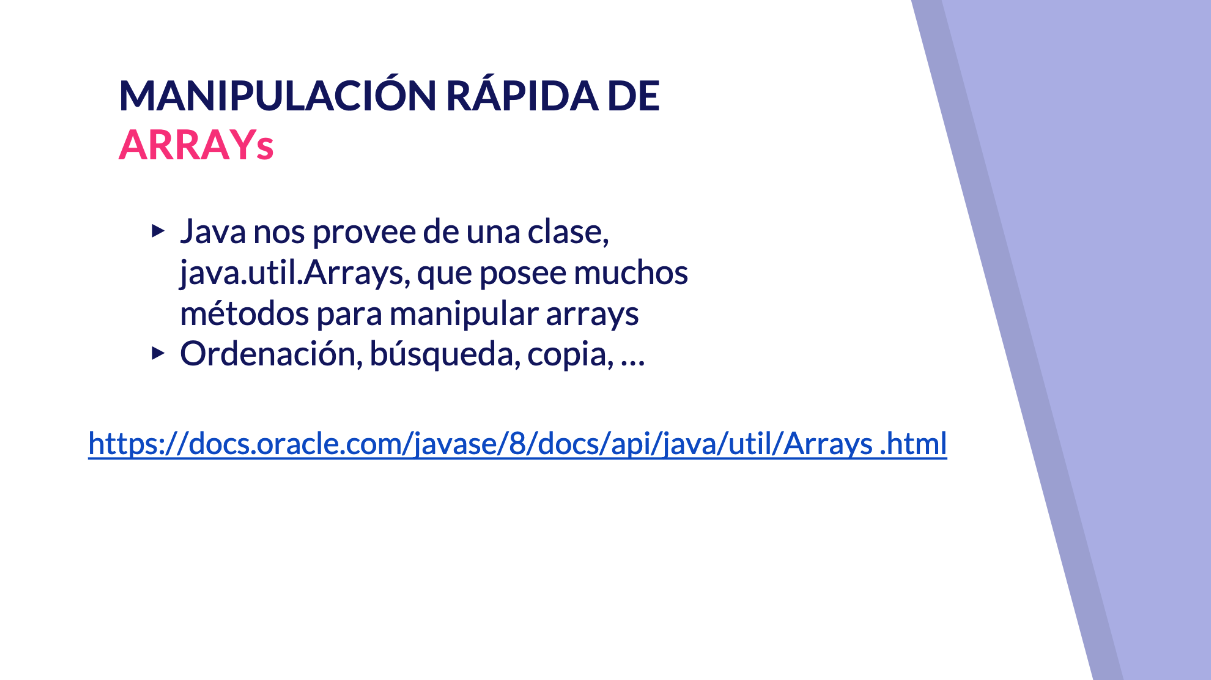 MANIPULACIÓN RÁPIDA DE
ARRAYs
▸ Java nos provee de una clase,
java.util.Arrays, que posee muchos
métodos para manipular arrays
▸ Ordenación, búsqueda, copia, …
https://docs.oracle.com/javase/8/docs/api/java/util/Arrays .html